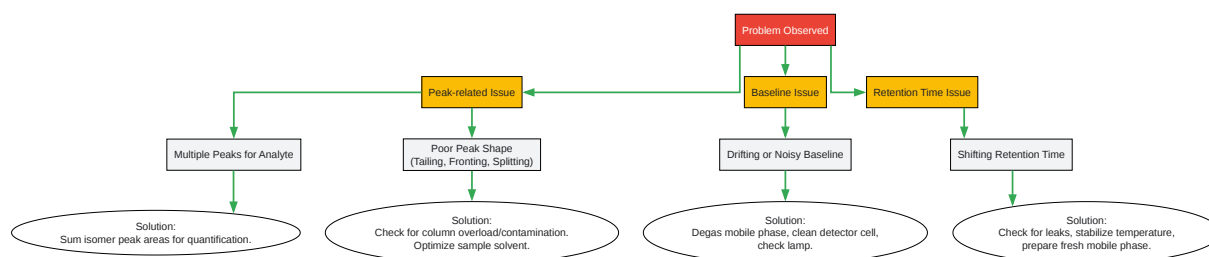 Problem Observed
Peak-related Issue
Baseline Issue
Retention Time Issue
Multiple Peaks for Analyte
Poor Peak Shape
(Tailing, Fronting, Splitting)
Drifting or Noisy Baseline
Shifting Retention Time
Solution:
Sum isomer peak areas for quantification.
Solution:
Check for column overload/contamination.
Optimize sample solvent.
Solution:
Degas mobile phase, clean detector cell,
check lamp.
Solution:
Check for leaks, stabilize temperature,
prepare fresh mobile phase.